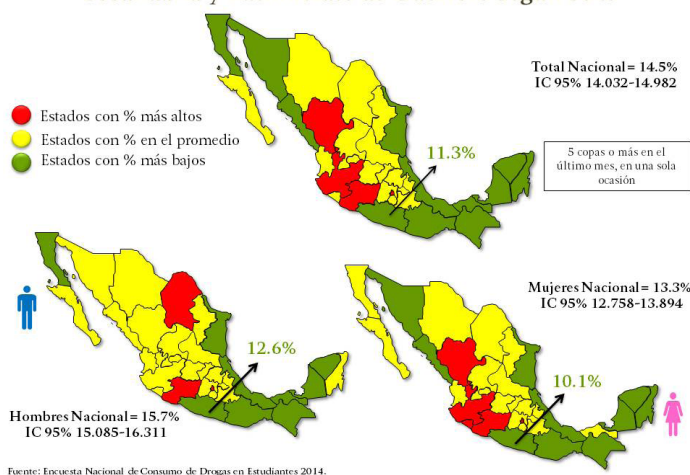 Total Nacional = 14.5%
IC 95% 14.032-14.982
Estados con % más altos
Estados con % en el promedio
Estados con % más bajos
11.3%
5 copas o más en el
último mes, en una sola
ocasión
Mujeres Nacional = 13.3%
IC 95% 12.758-13.894
12.6%
10.1%
Hombres Nacional = 15.7%
IC 95% 15.085-16.311
Fuente: Encuesta Nacional de Consumo de Drogas en Estudiantes 2014.